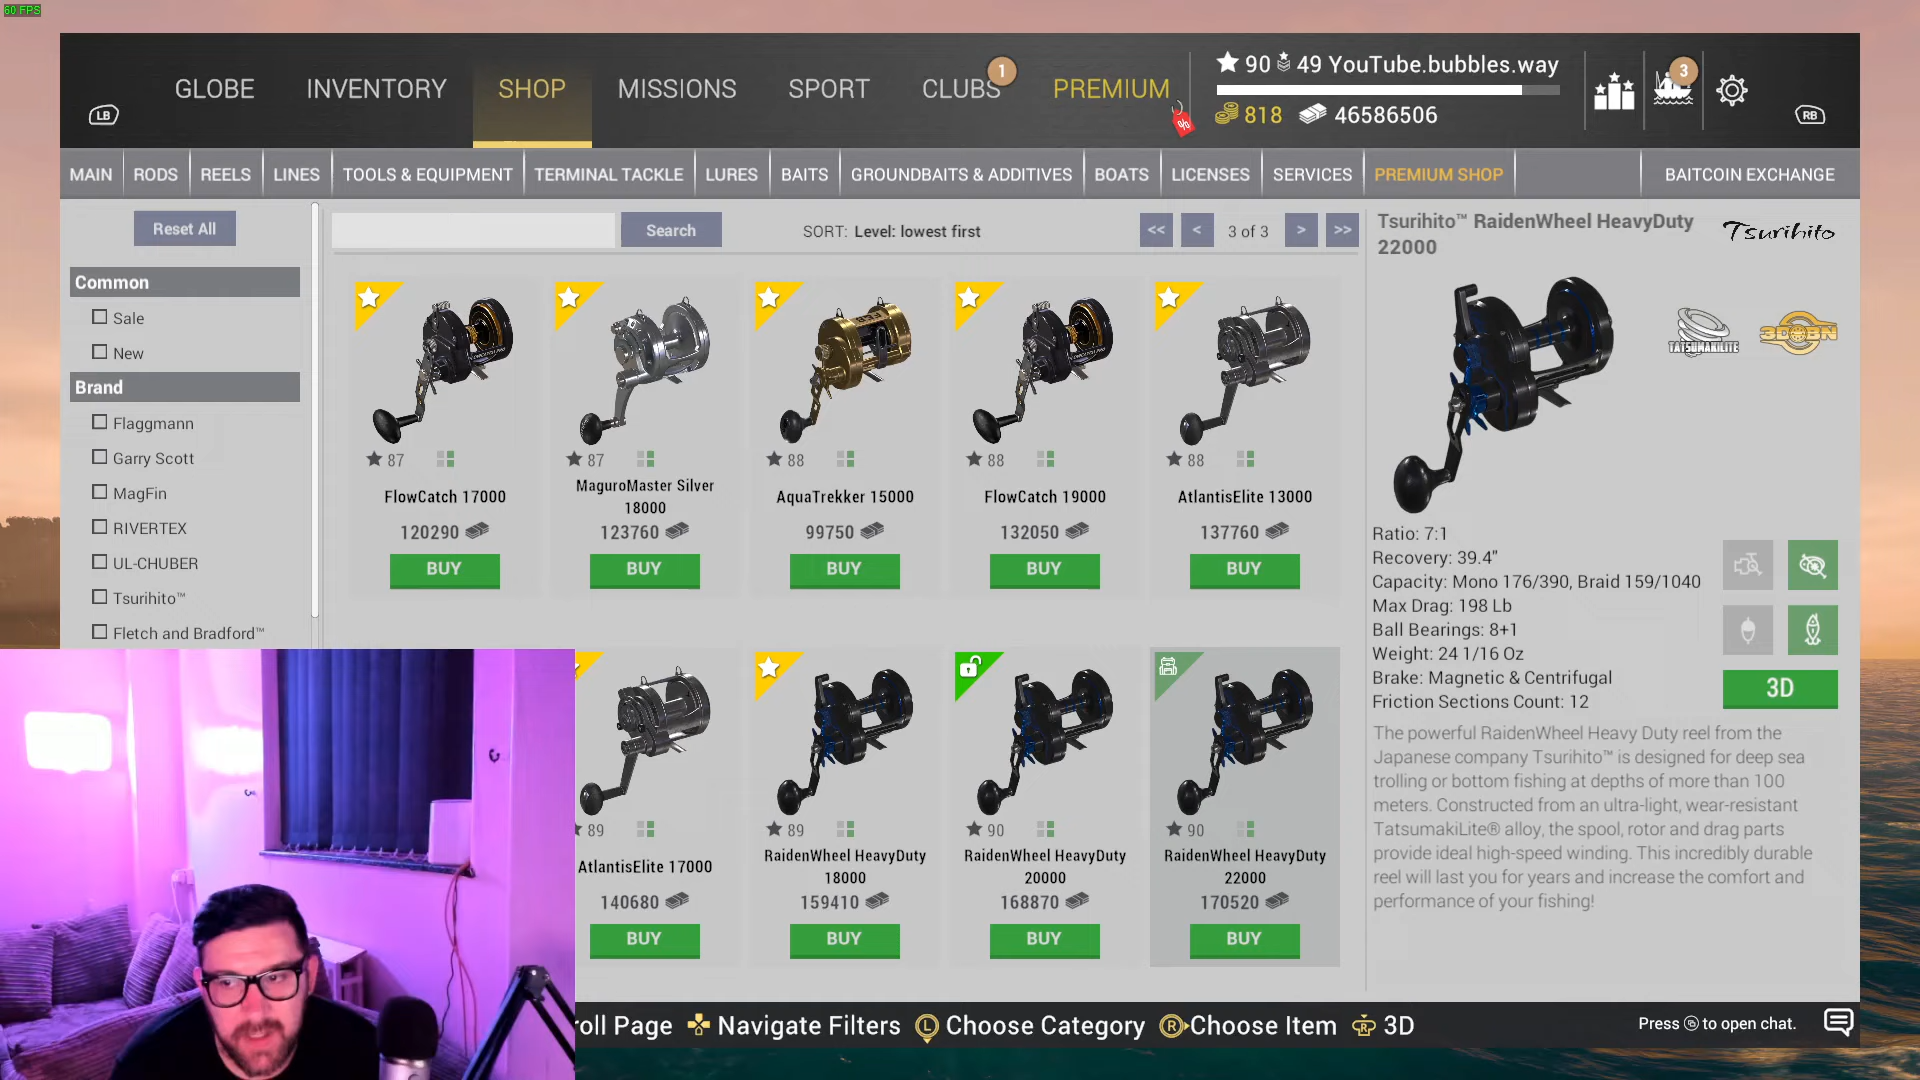 60 FPS
LB
GLOBE
INVENTORY
SHOP
MISSIONS
SPORT
CLUBS
1
PREMIUM
%
90 49 YouTube.bubbles.way
818 46586506
3
RB
MAIN
RODS
REELS
LINES
TOOLS & EQUIPMENT
TERMINAL TACKLE
LURES
BAITS
GROUNDBAITS & ADDITIVES
BOATS
LICENSES
SERVICES
PREMIUM SHOP
BAITCOIN EXCHANGE
Reset All
Common
Sale
New
Brand
Flaggmann
Garry Scott
MagFin
RIVERTEX
UL-CHUBER
Tsurihito™
Fletch and Bradford™
Search
SORT: Level: lowest first
<<
<
3 of 3
>
>>
87
FlowCatch 17000
120290
BUY
87
MaguroMaster Silver
18000
123760
BUY
88
AquaTrekker 15000
99750
BUY
88
FlowCatch 19000
132050
BUY
88
AtlantisElite 13000
137760
BUY
89
AtlantisElite 17000
140680
BUY
89
RaidenWheel HeavyDuty
18000
159410
BUY
90
RaidenWheel HeavyDuty
20000
168870
BUY
90
RaidenWheel HeavyDuty
22000
170520
BUY
Tsurihito™ RaidenWheel HeavyDuty
22000
Tsurihito
TATSUMAKILITE
Ratio: 7:1
Recovery: 39.4"
Capacity: Mono 176/390, Braid 159/1040
Max Drag: 198 Lb
Ball Bearings: 8+1
Weight: 24 1/16 Oz
Brake: Magnetic & Centrifugal
Friction Sections Count: 12
3D
The powerful RaidenWheel Heavy Duty reel from the
Japanese company Tsurihito™ is designed for deep sea
trolling or bottom fishing at depths of more than 100
meters. Constructed from an ultra-light, wear-resistant
TatsumakiLite® alloy, the spool, rotor and drag parts
provide ideal high-speed winding. This incredibly durable
reel will last you for years and increase the comfort and
performance of your fishing!
oll Page
Navigate Filters
L Choose Category
R Choose Item
R 3D
Press to open chat.